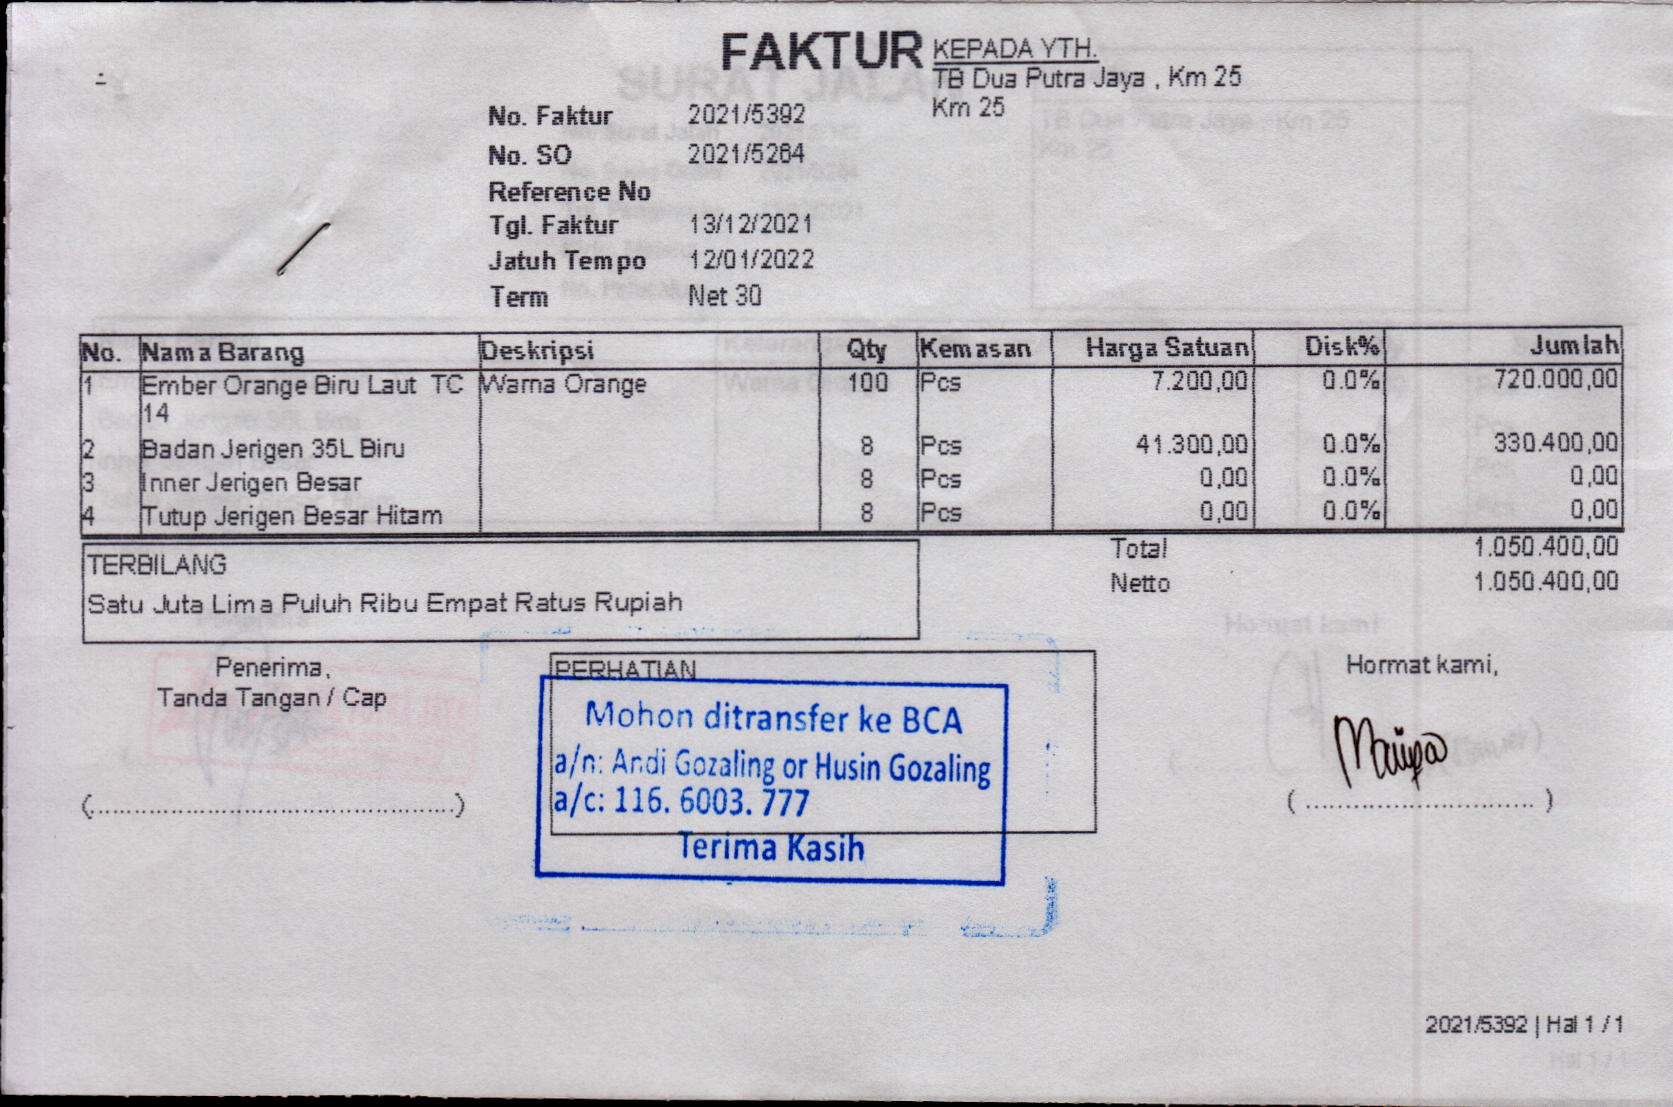 FAKTUR
KEPADA YTH.
TB Dua Putra Jaya , Km 25
Km 25
No. Faktur 2021/5392
No. SO 2021/5264
Reference No
Tgl. Faktur 13/12/2021
Jatuh Tempo 12/01/2022
Term Net 30
No. Nama Barang Deskripsi Qty Kemasan Harga Satuan Disk% Jumlah
1 Ember Orange Biru Laut TC Warna Orange 100 Pcs 7.200,00 0.0% 720.000,00
14
2 Badan Jerigen 35L Biru 8 Pcs 41.300,00 0.0% 330.400,00
3 Inner Jerigen Besar 8 Pcs 0,00 0.0% 0,00
4 Tutup Jerigen Besar Hitam 8 Pcs 0,00 0.0% 0,00
Total 1.050.400,00
Netto 1.050.400,00
TERBILANG
Satu Juta Lima Puluh Ribu Empat Ratus Rupiah
Penerima,
Tanda Tangan / Cap
(..........................................................)
PERHATIAN
Mohon ditransfer ke BCA
a/n: Andi Gozaling or Husin Gozaling
a/c: 116. 6003. 777
Terima Kasih
Hormat kami,
( .................................... )
2021/5392 | Hal 1 / 1